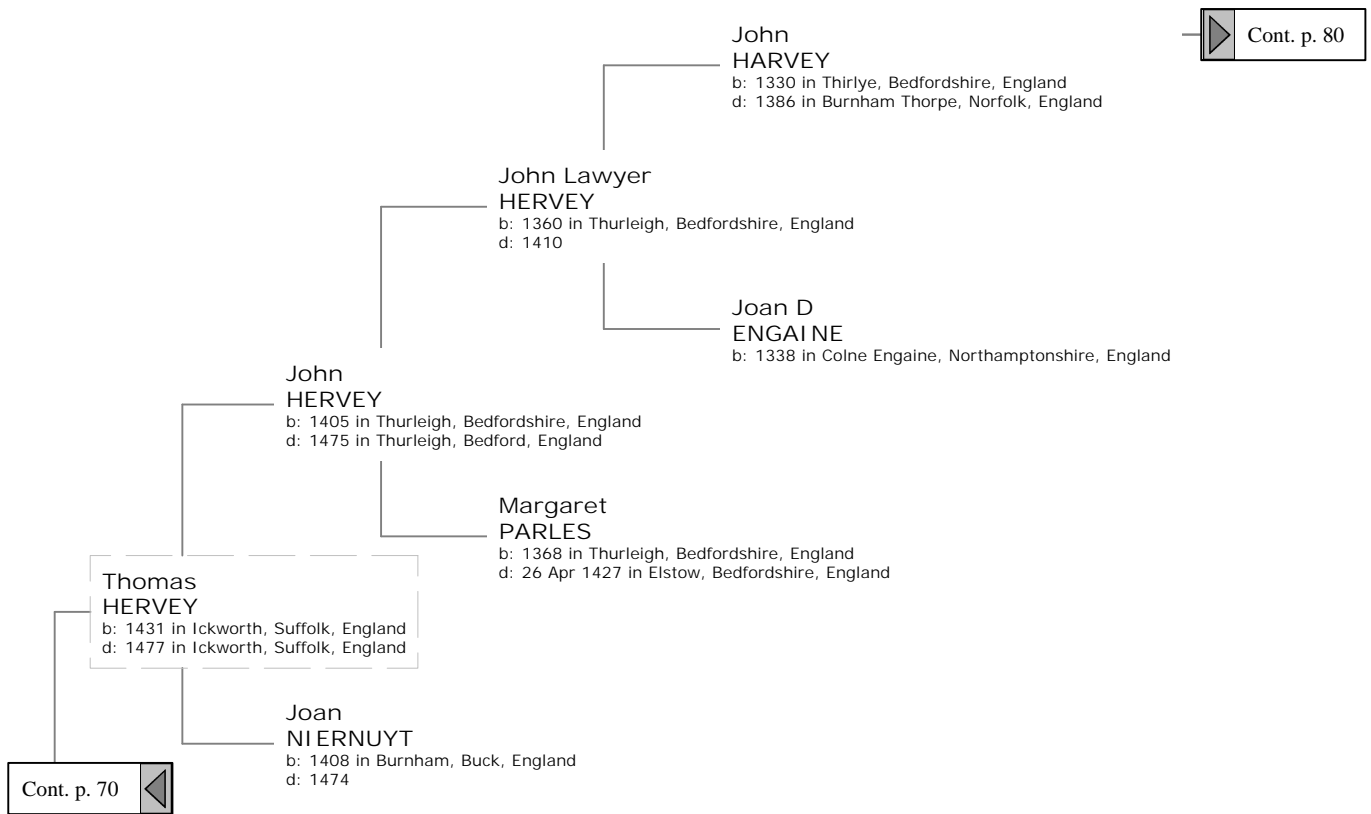 John
HARVEY
b: 1330 in Thirlye, Bedfordshire, England
d: 1386 in Burnham Thorpe, Norfolk, England
Cont. p. 80
John Lawyer
HERVEY
b: 1360 in Thurleigh, Bedfordshire, England
d: 1410
Joan D
ENGAINE
b: 1338 in Colne Engaine, Northamptonshire, England
John
HERVEY
b: 1405 in Thurleigh, Bedfordshire, England
d: 1475 in Thurleigh, Bedford, England
Margaret
PARLES
b: 1368 in Thurleigh, Bedfordshire, England
d: 26 Apr 1427 in Elstow, Bedfordshire, England
Thomas
HERVEY
b: 1431 in Ickworth, Suffolk, England
d: 1477 in Ickworth, Suffolk, England
Joan
NIERNUYT
b: 1408 in Burnham, Buck, England
d: 1474
Cont. p. 70